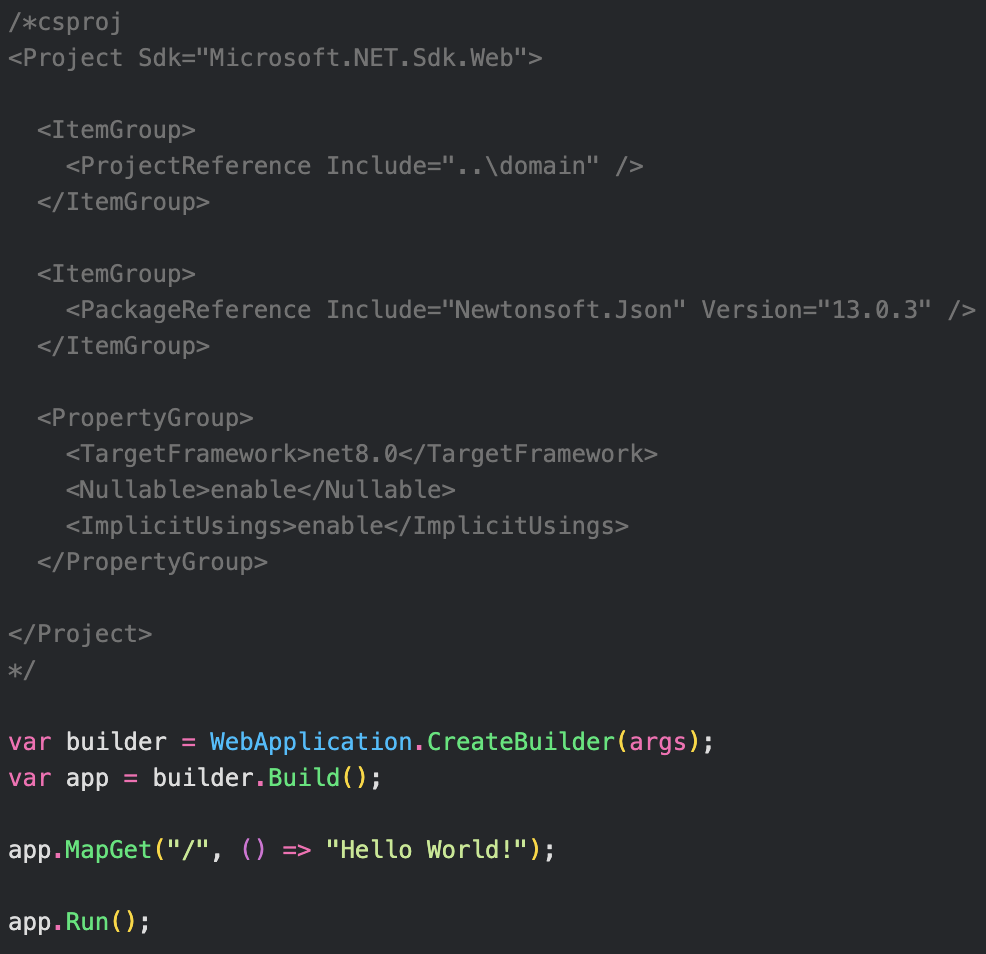 /*csproj
<Project Sdk="Microsoft.NET.Sdk.Web">

  <ItemGroup>
    <ProjectReference Include="..\domain" />
  </ItemGroup>

  <ItemGroup>
    <PackageReference Include="Newtonsoft.Json" Version="13.0.3" />
  </ItemGroup>

  <PropertyGroup>
    <TargetFramework>net8.0</TargetFramework>
    <Nullable>enable</Nullable>
    <ImplicitUsings>enable</ImplicitUsings>
  </PropertyGroup>

</Project>
*/

var builder = WebApplication.CreateBuilder(args);
var app = builder.Build();

app.MapGet("/", () => "Hello World!");

app.Run();